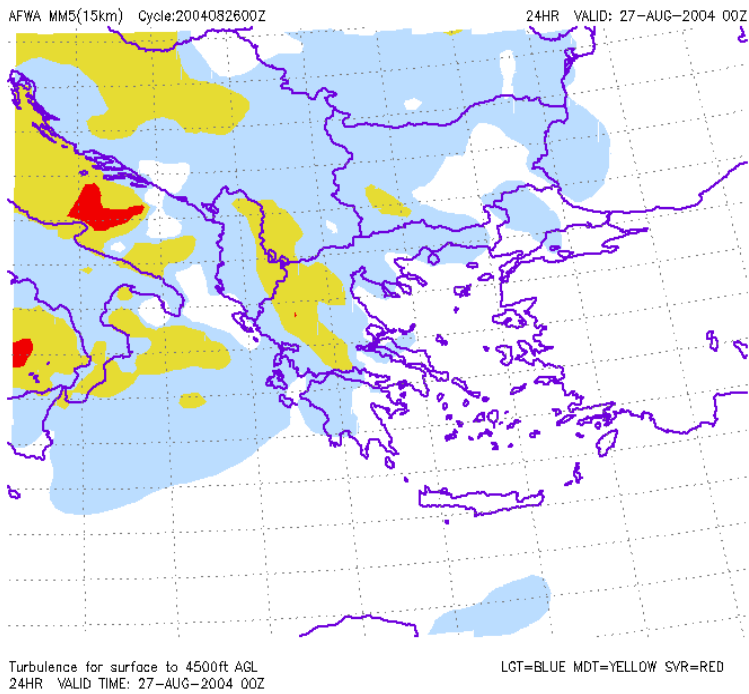 AFWA MM5(15km) Cycle:2004082600Z 24HR VALID: 27-AUG-2004 00Z
Turbulence for surface to 4500ft AGL LGT=BLUE MDT=YELLOW SVR=RED
24HR VALID TIME: 27-AUG-2004 00Z